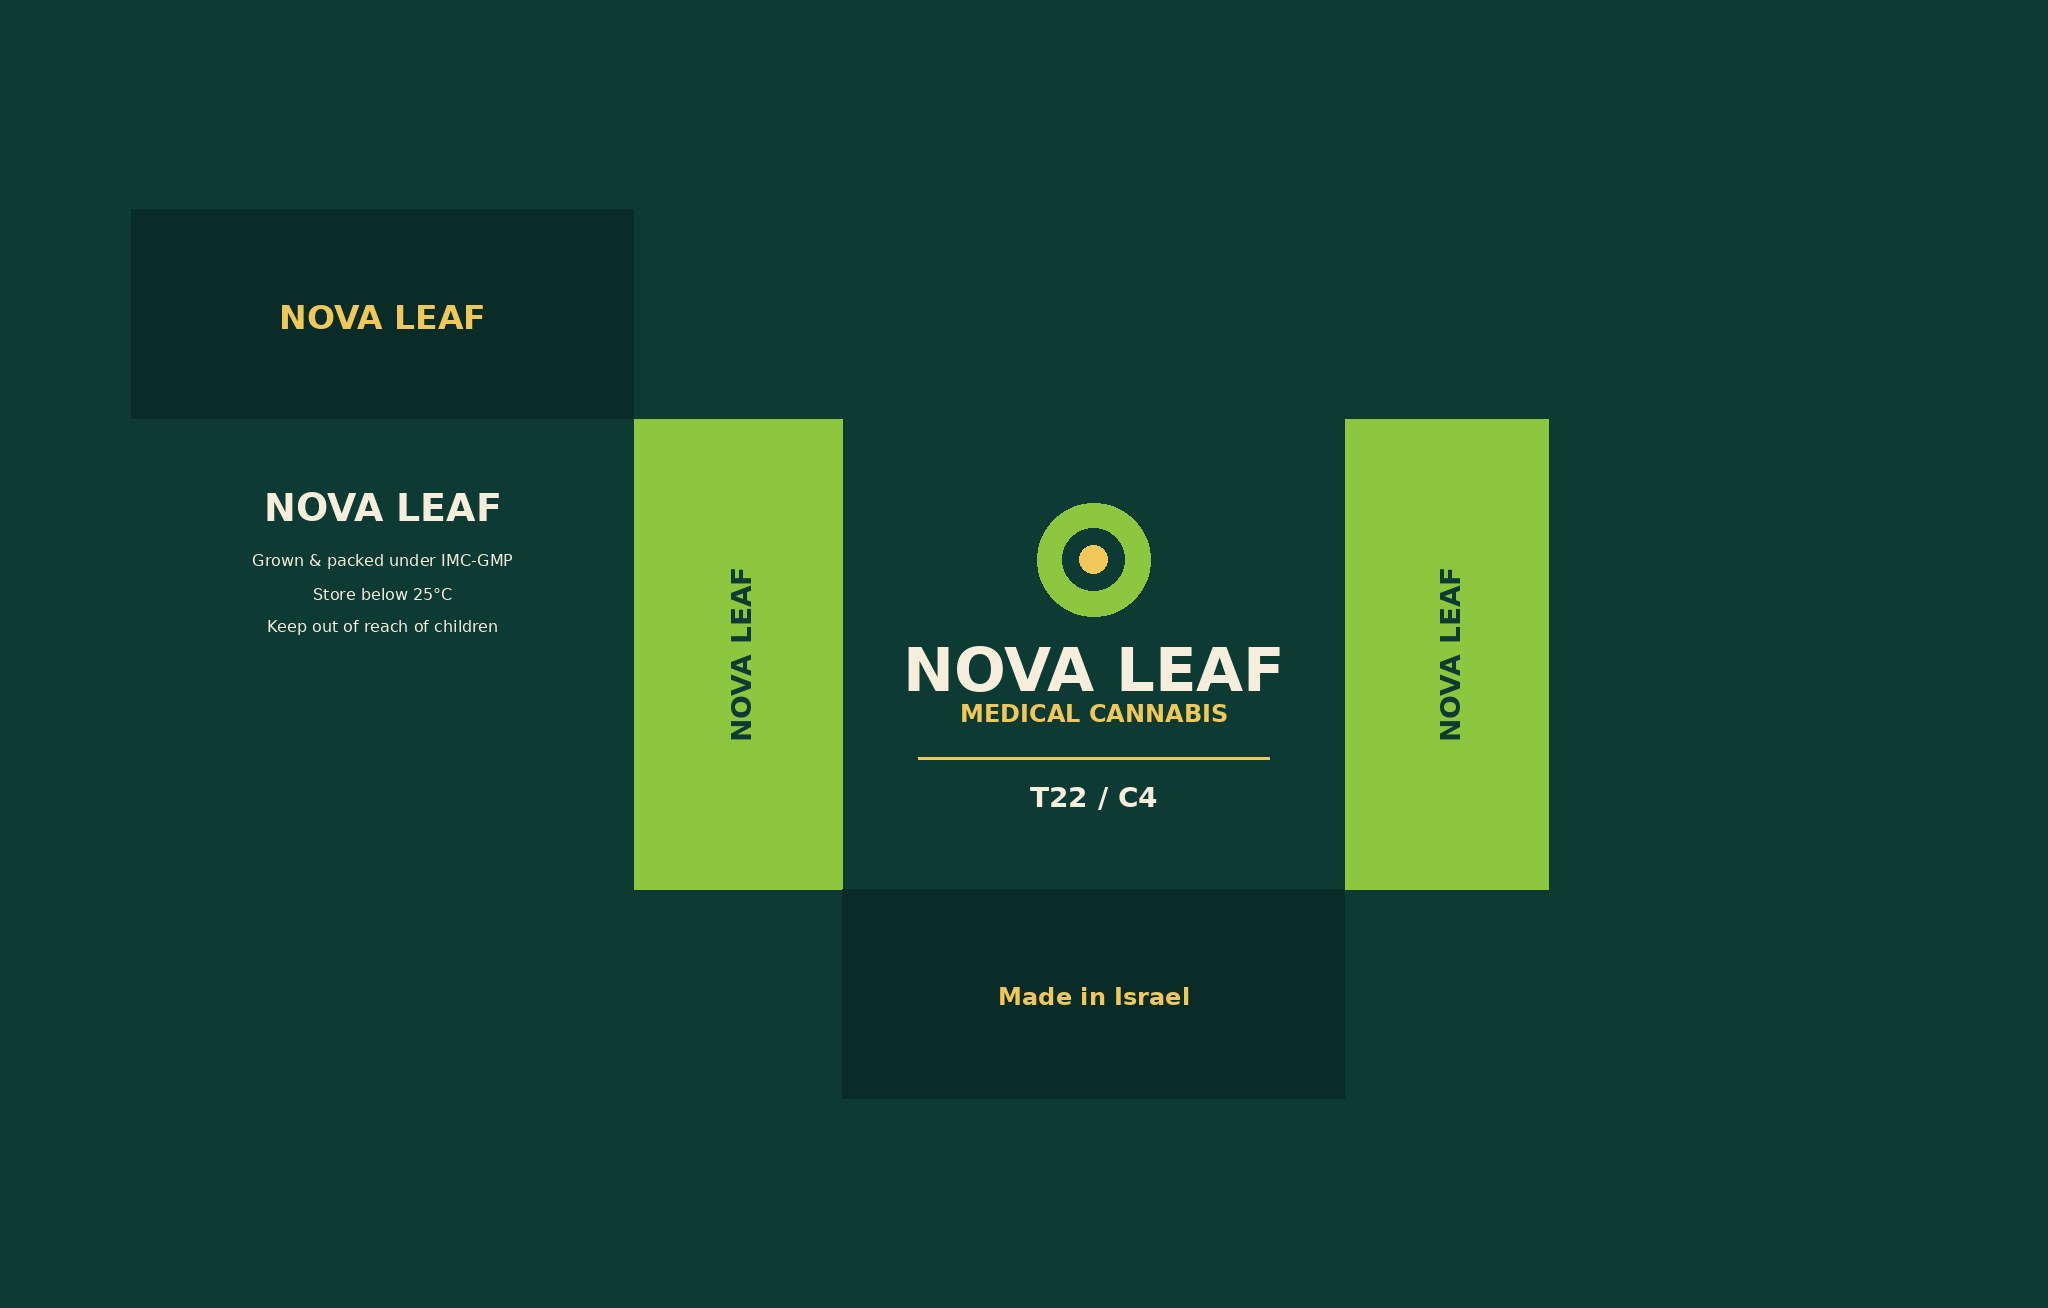 NOVA LEAF
NOVA LEAF
Grown & packed under IMC-GMP
Store below 25°C
Keep out of reach of children
NOVA LEAF
NOVA LEAF
MEDICAL CANNABIS
T22 / C4
NOVA LEAF
Made in Israel